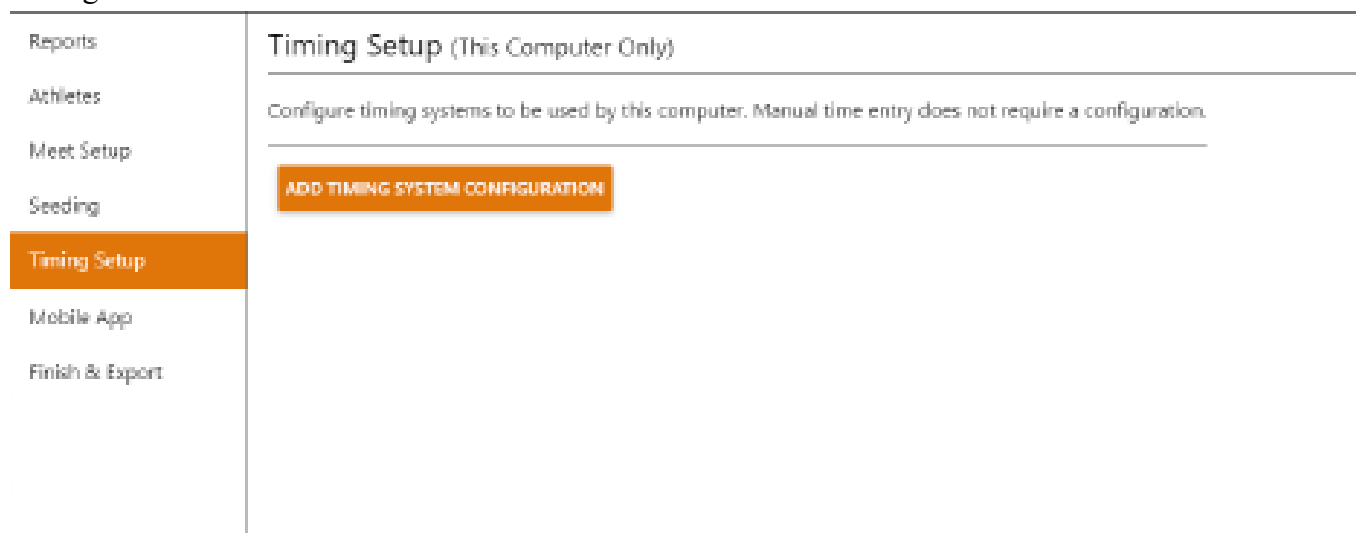 Reports
Athletes
Meet Setup
Seeding
Timing Setup
Mobile App
Finish & Export
Timing Setup (This Computer Only)
Configure timing systems to be used by this computer. Manual time entry does not require a configuration.
ADD TIMING SYSTEM CONFIGURATION